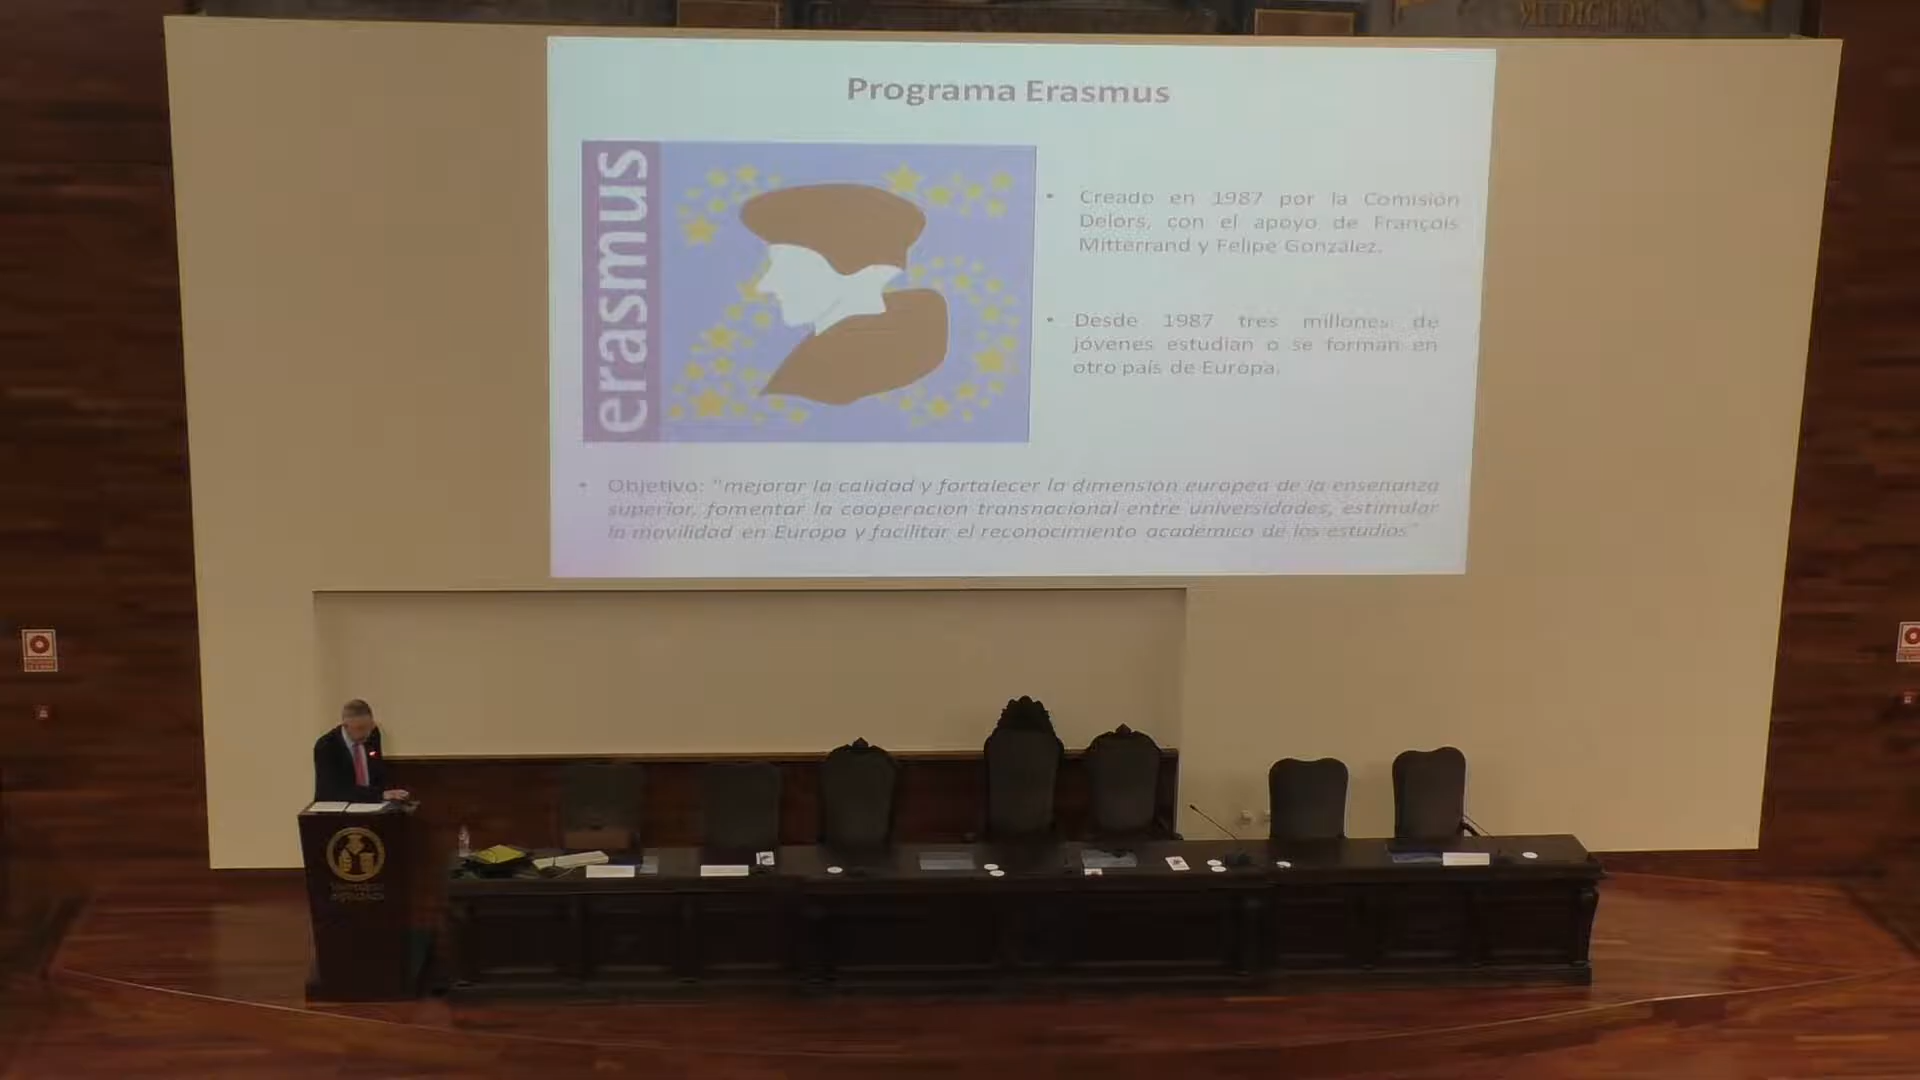 MEDICINA
Programa Erasmus
erasmus
• Creado en 1987 por la Comisión
Delors, con el apoyo de François
Mitterrand y Felipe González.
• Desde 1987 tres millones de
jóvenes estudian o se forman en
otro país de Europa.
• Objetivo: "mejorar la calidad y fortalecer la dimensión europea de la enseñanza
superior, fomentar la cooperación transnacional entre universidades, estimular
la movilidad en Europa y facilitar el reconocimiento académico de los estudios"